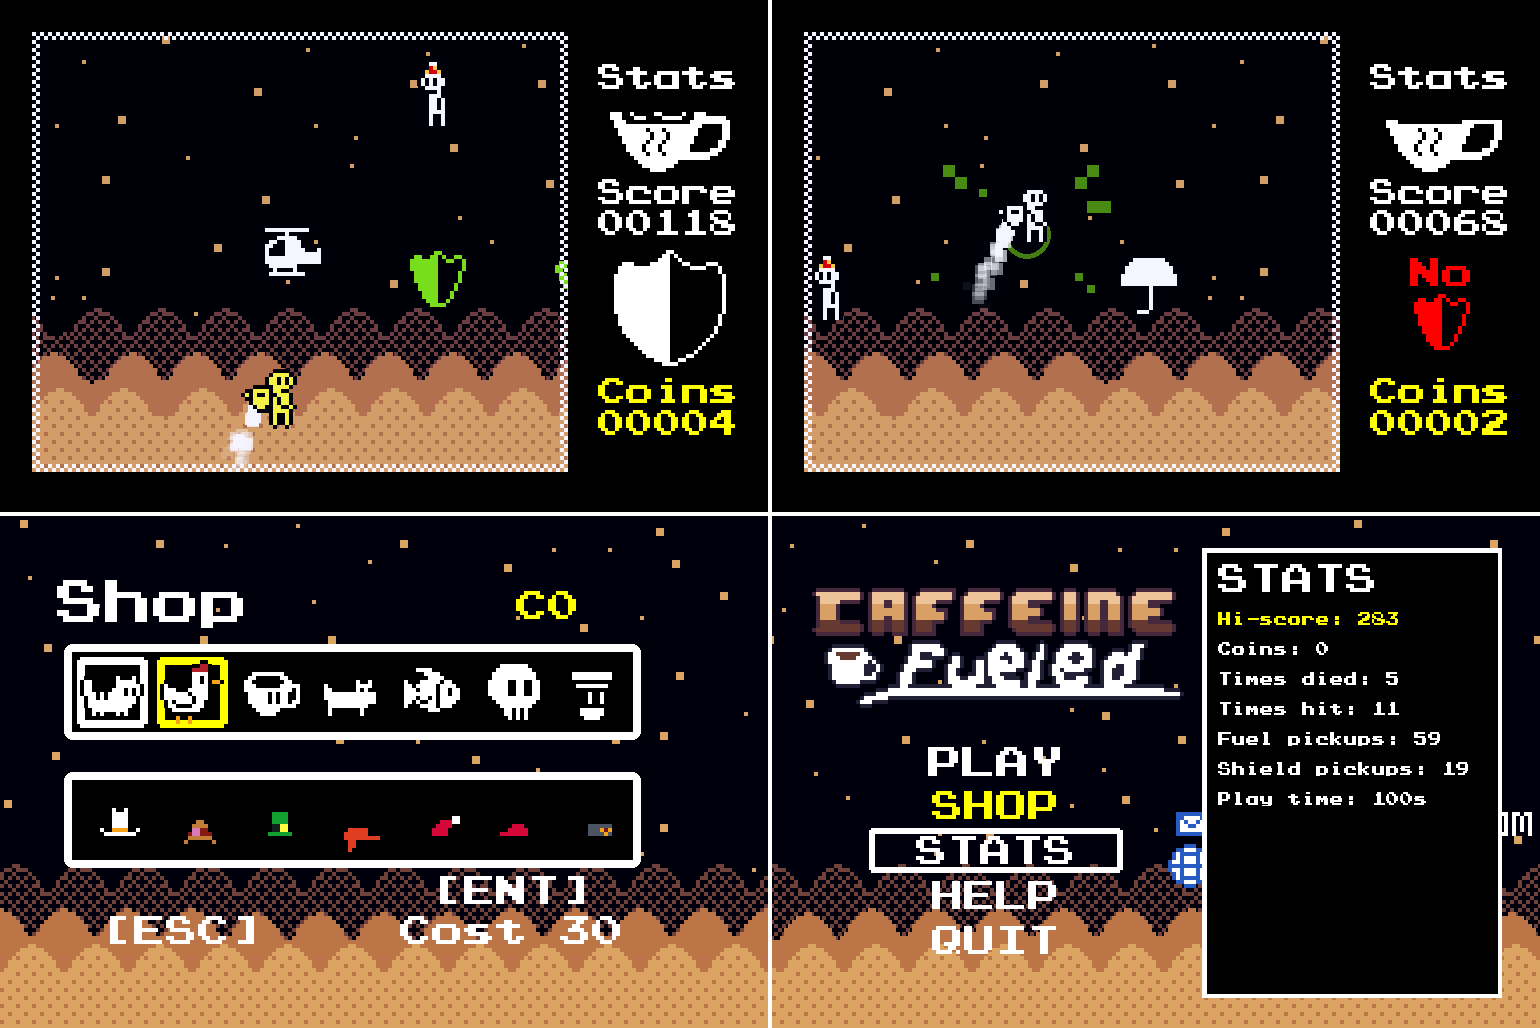 Stats
Score
00118
Coins
00004
Stats
Score
00068
No
Coins
00002
Shop
C0
[ENT]
[ESC]
Cost 30
CAFFEINE
Fueled
PLAY
SHOP
STATS
HELP
QUIT
STATS
Hi-score: 283
Coins: 0
Times died: 5
Times hit: 11
Fuel pickups: 59
Shield pickups: 19
Play time: 100s